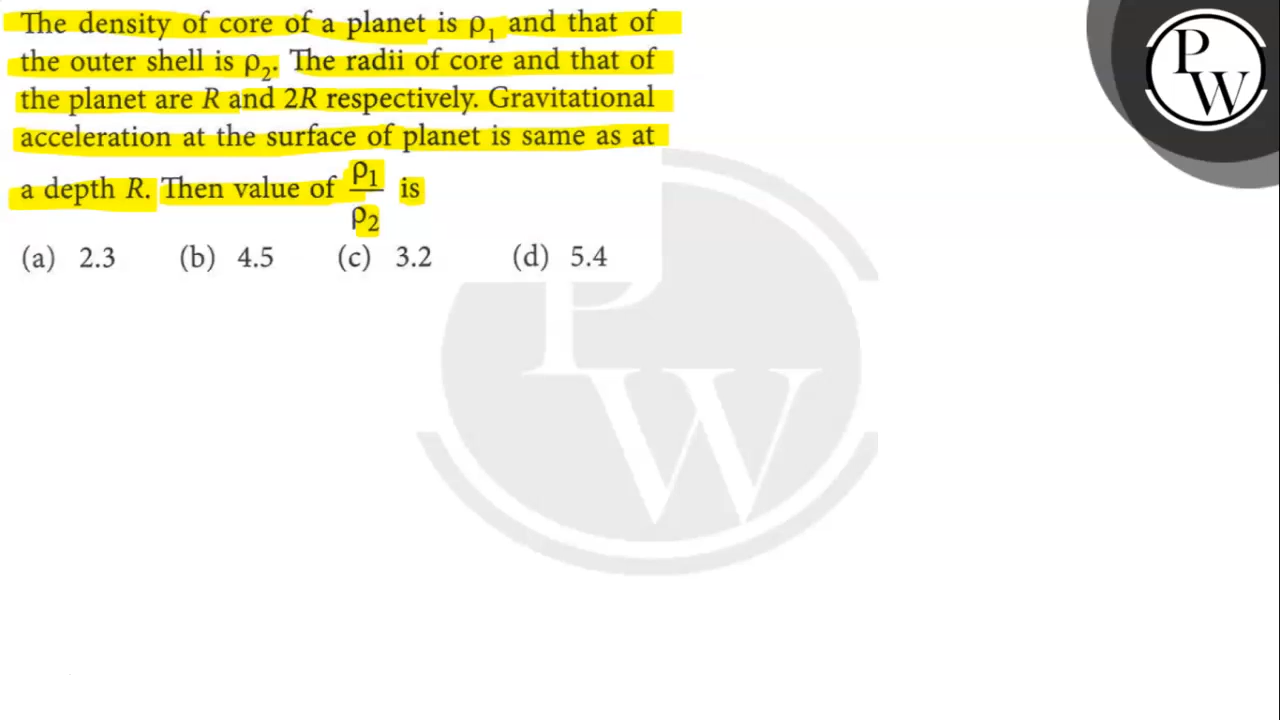 The density of core of a planet is ρ₁ and that of
the outer shell is ρ₂. The radii of core and that of
the planet are R and 2R respectively. Gravitational
acceleration at the surface of planet is same as at
a depth R. Then value of ρ₁/ρ₂ is
(a) 2.3 (b) 4.5 (c) 3.2 (d) 5.4
P
W
P
W